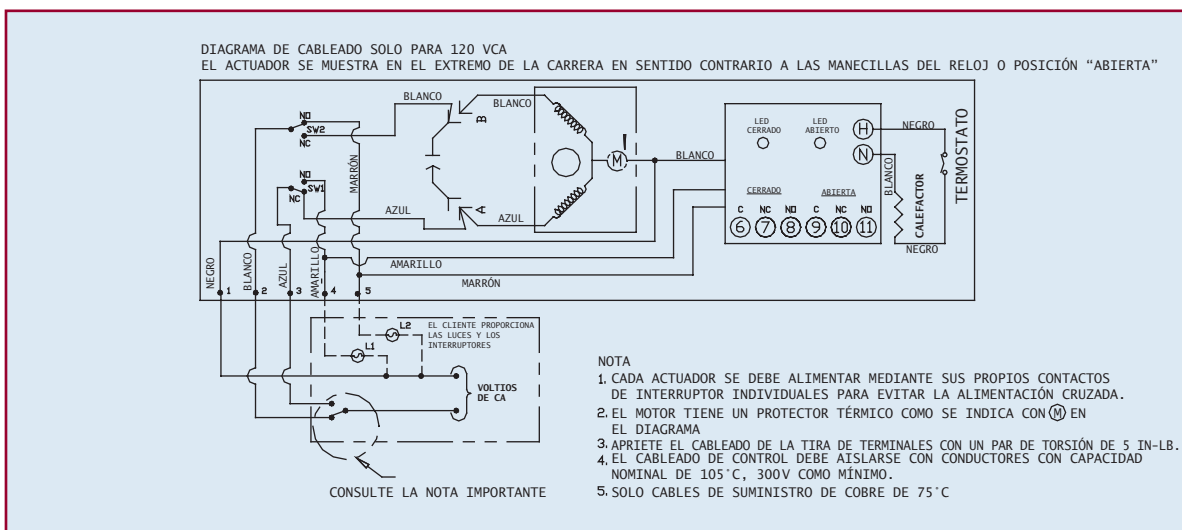 DIAGRAMA DE CABLEADO SOLO PARA 120 VCA
EL ACTUADOR SE MUESTRA EN EL EXTREMO DE LA CARRERA EN SENTIDO CONTRARIO A LAS MANECILLAS DEL RELOJ O POSICIÓN “ABIERTA”
BLANCO
BLANCO
NO
SW2
NC
B
MARRÓN
NO
SW1
NC
AZUL
A
AZUL
M
BLANCO
LED CERRADO
LED ABIERTO
H
N
NEGRO
BLANCO
CALEFACTOR
NEGRO
TERMOSTATO
CERRADO
ABIERTA
C NC NO C NC NO
6 7 8 9 10 11
AMARILLO
MARRÓN
NEGRO
BLANCO
AZUL
AMARILLO
1 2 3 4 5
L2
L1
EL CLIENTE PROPORCIONA
LAS LUCES Y LOS
INTERRUPTORES
VOLTIOS
DE CA
CONSULTE LA NOTA IMPORTANTE
NOTA
1. CADA ACTUADOR SE DEBE ALIMENTAR MEDIANTE SUS PROPIOS CONTACTOS
DE INTERRUPTOR INDIVIDUALES PARA EVITAR LA ALIMENTACIÓN CRUZADA.
2. EL MOTOR TIENE UN PROTECTOR TÉRMICO COMO SE INDICA CON M EN
EL DIAGRAMA
3. APRIETE EL CABLEADO DE LA TIRA DE TERMINALES CON UN PAR DE TORSIÓN DE 5 IN-LB.
4. EL CABLEADO DE CONTROL DEBE AISLARSE CON CONDUCTORES CON CAPACIDAD
NOMINAL DE 105°C, 300V COMO MÍNIMO.
5. SOLO CABLES DE SUMINISTRO DE COBRE DE 75°C